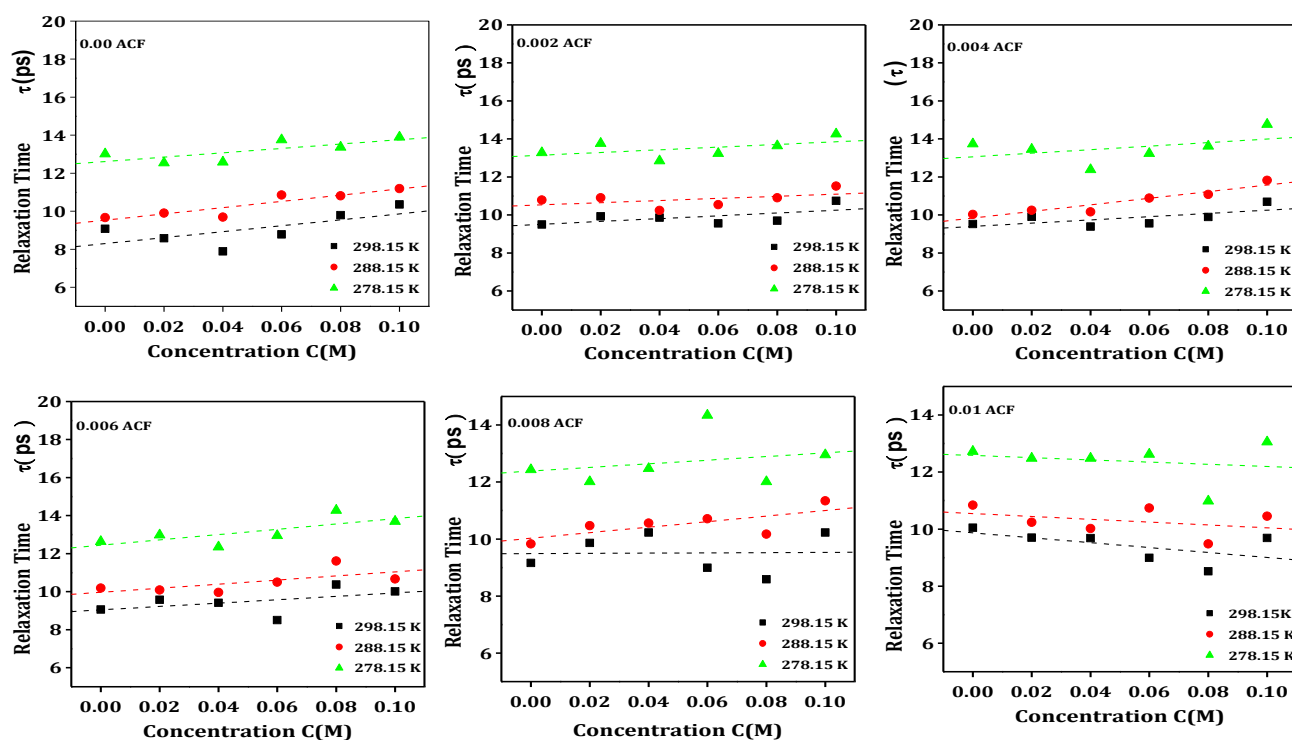 0.00 ACF
Relaxation Time τ(ps)
20
18
16
14
12
10
8
6
298.15 K
288.15 K
278.15 K
0.00 0.02 0.04 0.06 0.08 0.10
Concentration C(M)
0.002 ACF
Relaxation Time τ(ps)
20
18
16
14
12
10
8
6
298.15 K
288.15 K
278.15 K
0.00 0.02 0.04 0.06 0.08 0.10
Concentration C(M)
0.004 ACF
Relaxation Time (τ)
20
18
16
14
12
10
8
6
298.15 K
288.15 K
278.15 K
0.00 0.02 0.04 0.06 0.08 0.10
Concentration C(M)
0.006 ACF
Relaxation Time τ(ps)
20
18
16
14
12
10
8
6
298.15 K
288.15 K
278.15 K
0.00 0.02 0.04 0.06 0.08 0.10
Concentration C(M)
0.008 ACF
Relaxation Time τ(ps)
14
12
10
8
6
298.15 K
288.15 K
278.15 K
0.00 0.02 0.04 0.06 0.08 0.10
Concentration C(M)
0.01 ACF
Relaxation Time τ(ps)
14
12
10
8
6
298.15K
288.15 K
278.15 K
0.00 0.02 0.04 0.06 0.08 0.10
Concentration C(M)